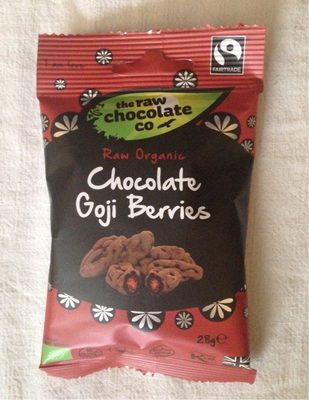 FAIRTRADE
the raw
chocolate
co
Raw Organic
Chocolate
Goji Berries
28g e